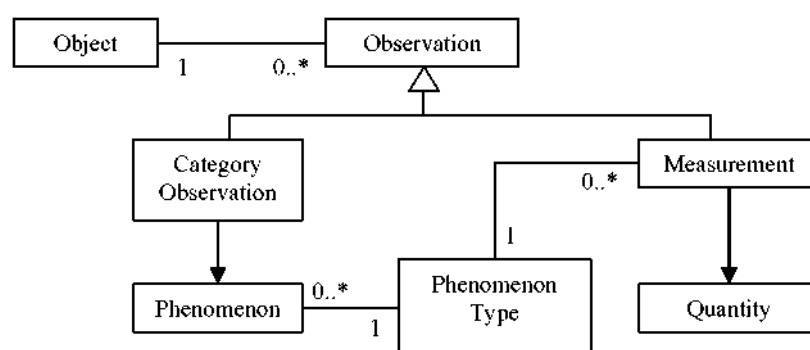 Object
Observation
1
0..*
Category
Observation
Measurement
0..*
1
Phenomenon
0..*
1
Phenomenon
Type
Quantity